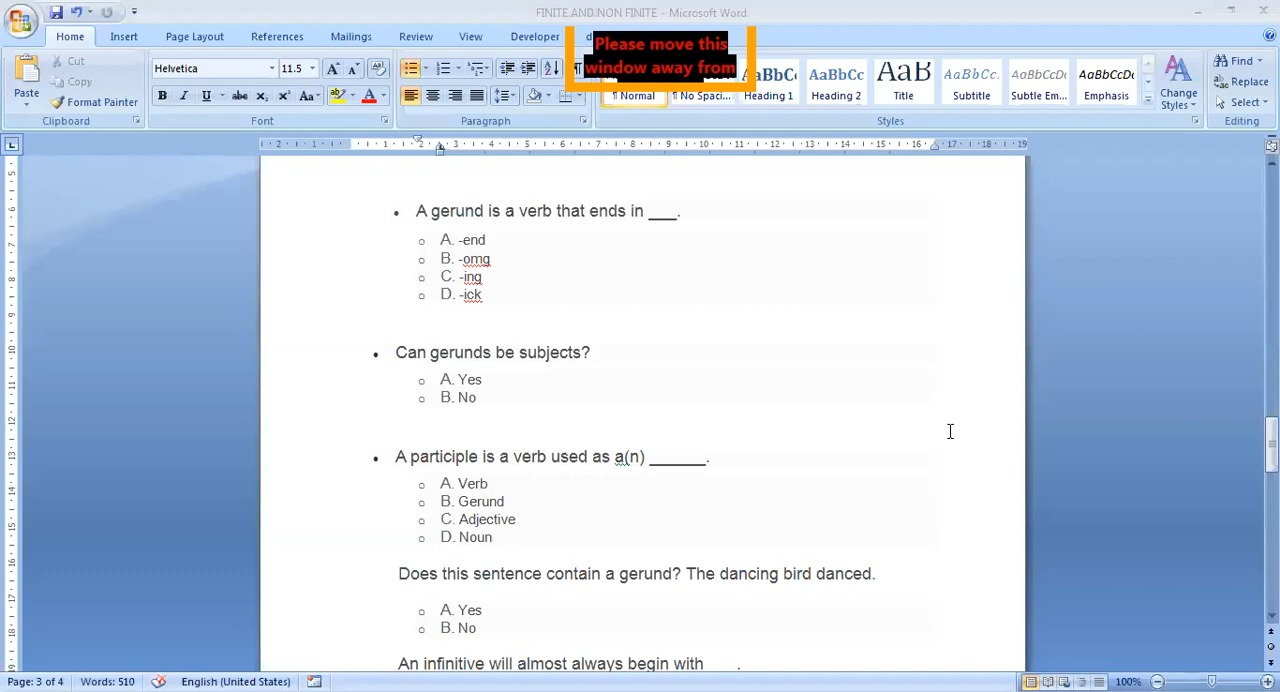 FINITE AND NON FINITE - Microsoft Word
Home Insert Page Layout References Mailings Review View Developer
Please move this
window away from
Cut
Copy
Format Painter
Paste
Clipboard
Helvetica 11.5
Font
Paragraph
AaBbC AaBbCc AaB AaBbCc. AaBbCcDc AaBbCcDc
¶ Normal ¶ No Spaci... Heading 1 Heading 2 Title Subtitle Subtle Em... Emphasis
Change
Styles
Styles
Find
Replace
Select
Editing
A gerund is a verb that ends in ___.
A. -end
B. -omg
C. -ing
D. -ick
Can gerunds be subjects?
A. Yes
B. No
A participle is a verb used as a(n) ______.
A. Verb
B. Gerund
C. Adjective
D. Noun
Does this sentence contain a gerund? The dancing bird danced.
A. Yes
B. No
An infinitive will almost always begin with ___.
Page: 3 of 4 Words: 510 English (United States) 100%